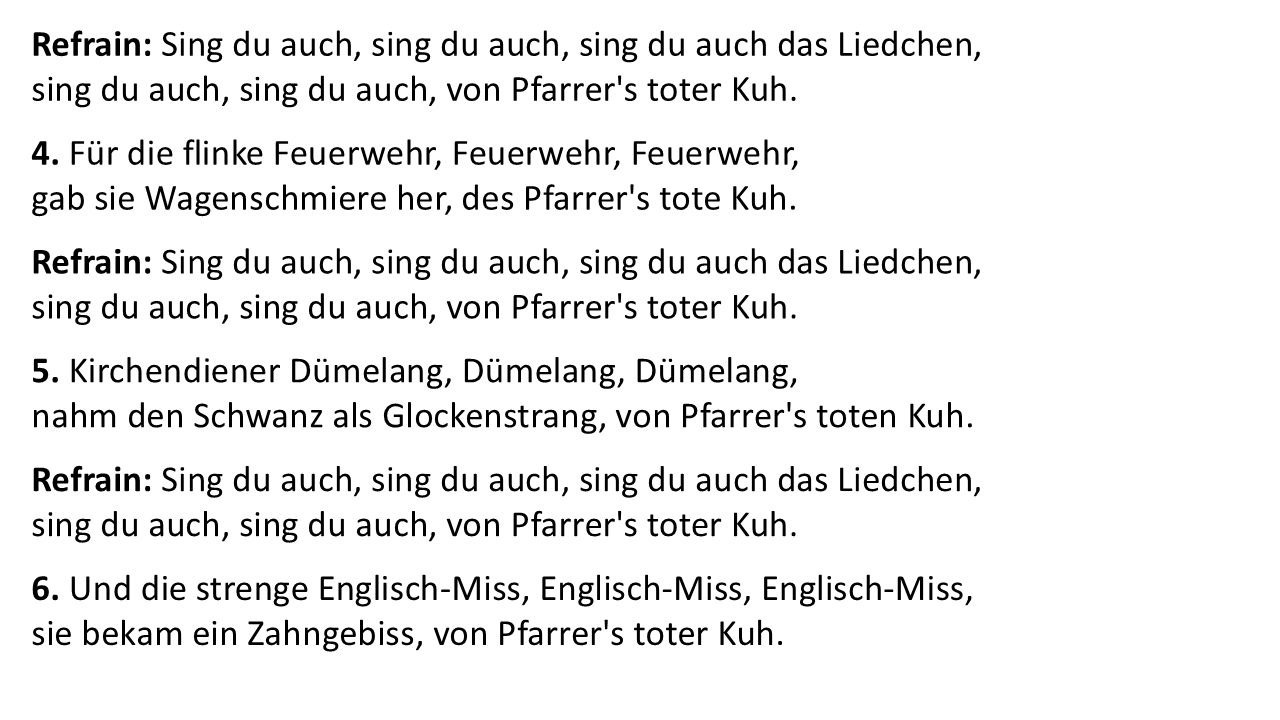 Refrain: Sing du auch, sing du auch, sing du auch das Liedchen,
sing du auch, sing du auch, von Pfarrer's toter Kuh.
4. Für die flinke Feuerwehr, Feuerwehr, Feuerwehr,
gab sie Wagenschmiere her, des Pfarrer's tote Kuh.
Refrain: Sing du auch, sing du auch, sing du auch das Liedchen,
sing du auch, sing du auch, von Pfarrer's toter Kuh.
5. Kirchendiener Dümelang, Dümelang, Dümelang,
nahm den Schwanz als Glockenstrang, von Pfarrer's toten Kuh.
Refrain: Sing du auch, sing du auch, sing du auch das Liedchen,
sing du auch, sing du auch, von Pfarrer's toter Kuh.
6. Und die strenge Englisch-Miss, Englisch-Miss, Englisch-Miss,
sie bekam ein Zahngebiss, von Pfarrer's toter Kuh.